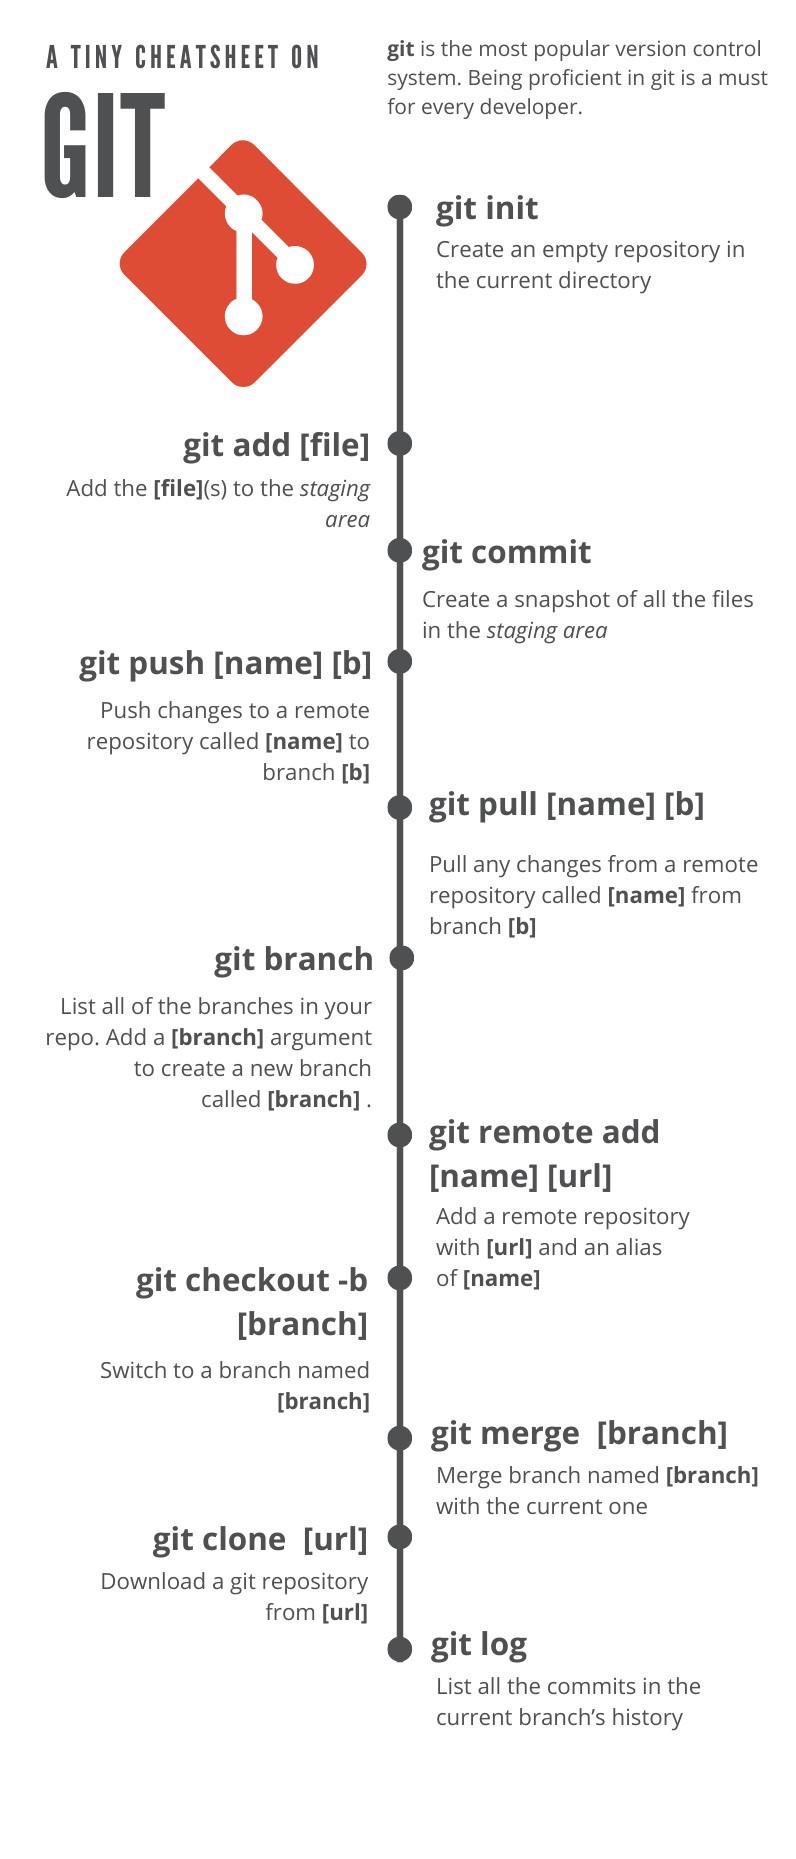 A TINY CHEATSHEET ON
GIT
git is the most popular version control
system. Being proficient in git is a must
for every developer.
git init
Create an empty repository in
the current directory
git add [file]
Add the [file](s) to the staging
area
git commit
Create a snapshot of all the files
in the staging area
git push [name] [b]
Push changes to a remote
repository called [name] to
branch [b]
git pull [name] [b]
Pull any changes from a remote
repository called [name] from
branch [b]
git branch
List all of the branches in your
repo. Add a [branch] argument
to create a new branch
called [branch] .
git remote add
[name] [url]
Add a remote repository
with [url] and an alias
of [name]
git checkout -b
[branch]
Switch to a branch named
[branch]
git merge  [branch]
Merge branch named [branch]
with the current one
git clone  [url]
Download a git repository
from [url]
git log
List all the commits in the
current branch’s history